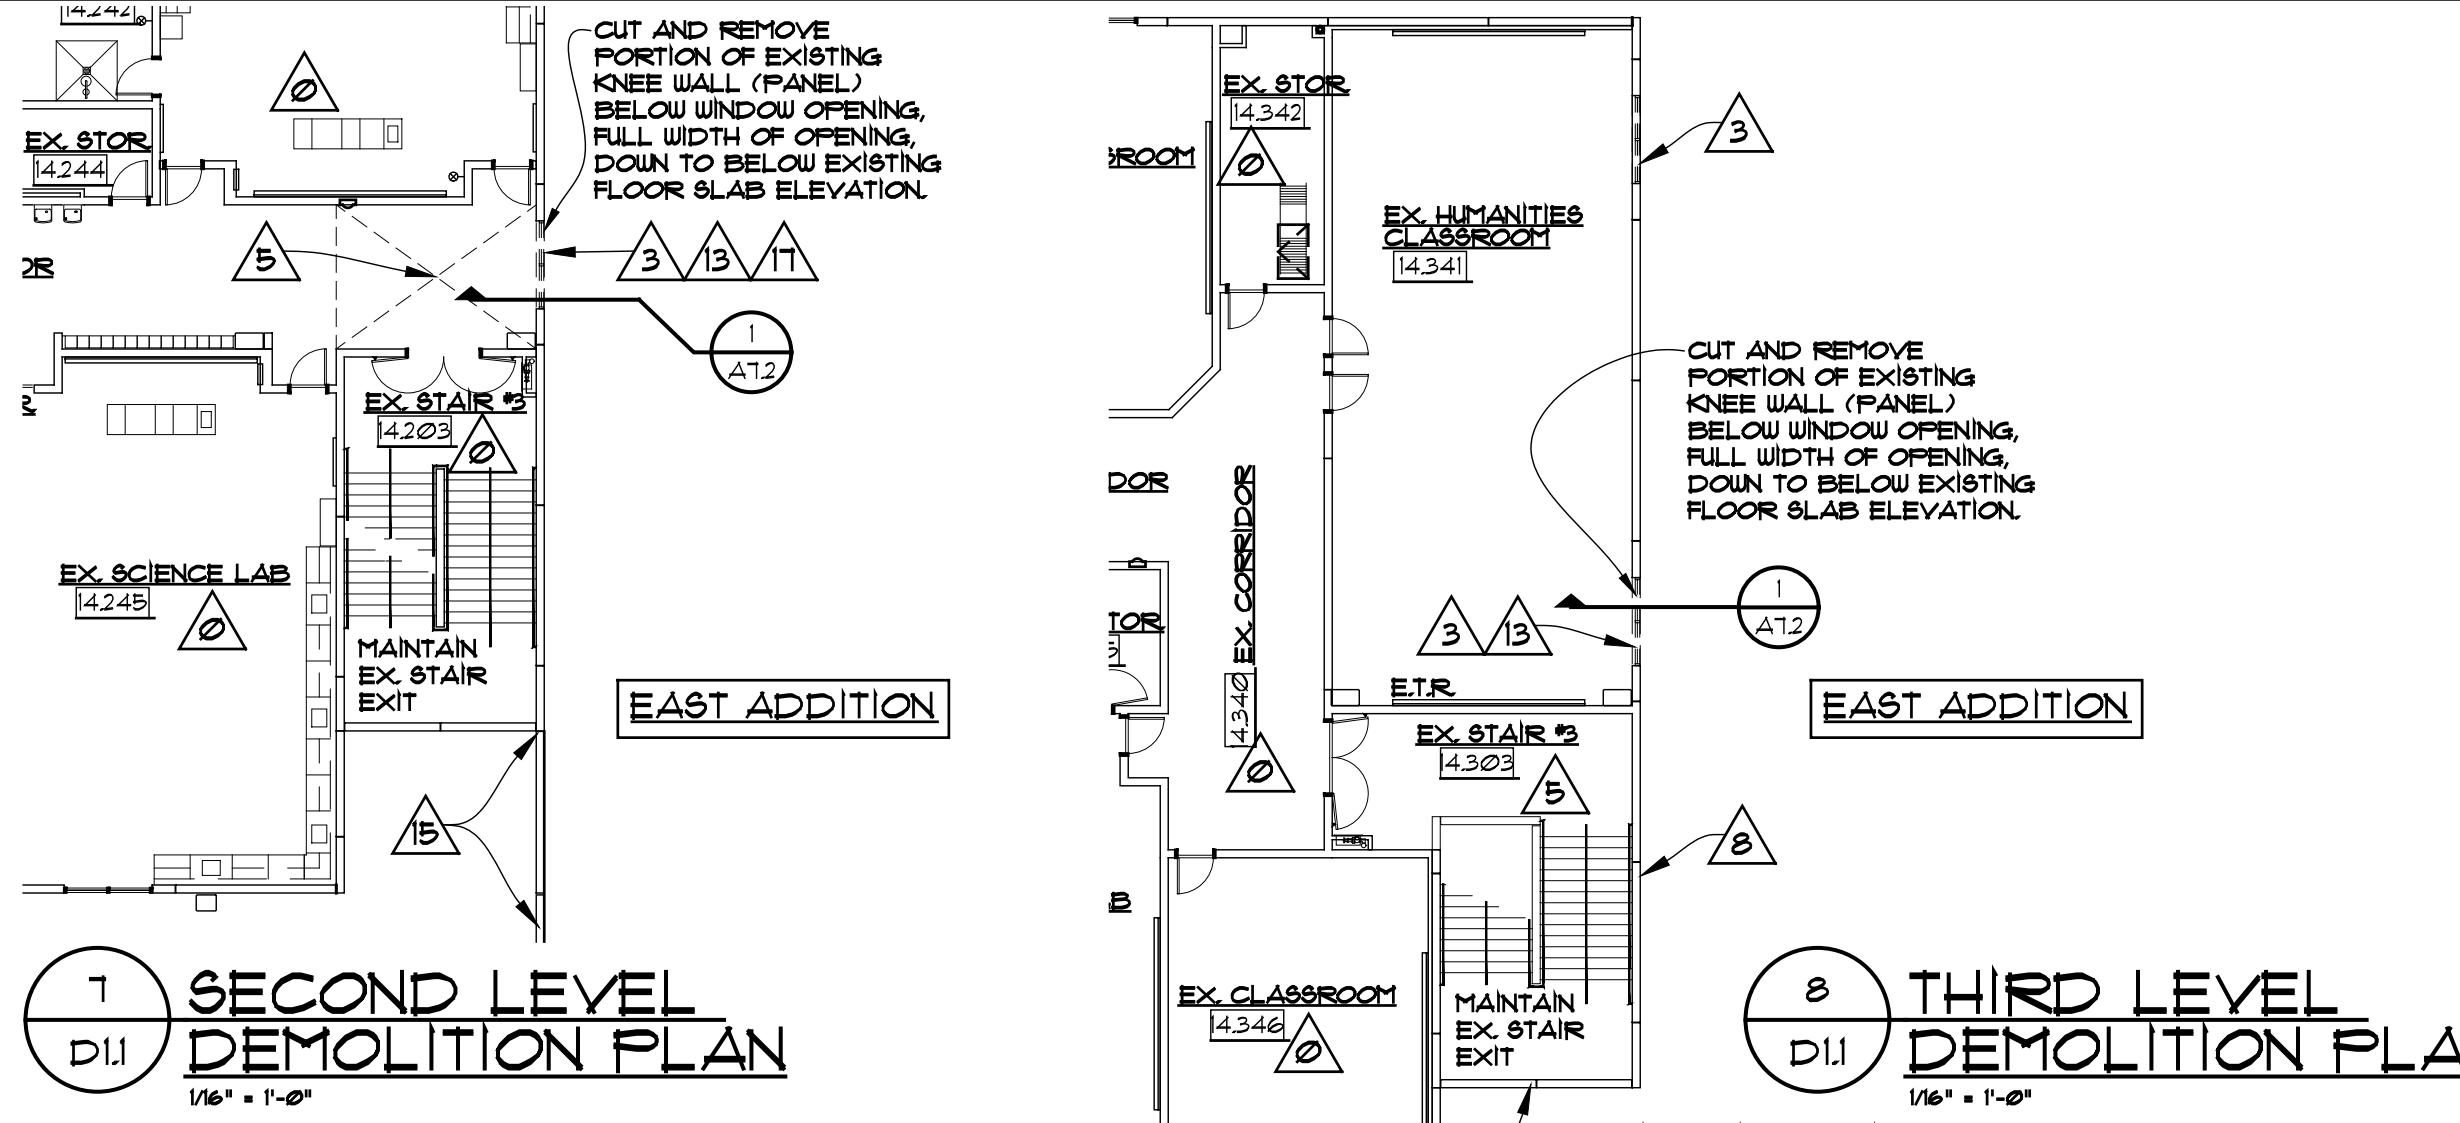 14.242
Ø
CUT AND REMOVE
PORTION OF EXISTING
KNEE WALL (PANEL)
BELOW WINDOW OPENING,
FULL WIDTH OF OPENING,
DOWN TO BELOW EXISTING
FLOOR SLAB ELEVATION.
EX. STOR.
14.244
5
3 13 17
1
A7.2
EX. STAIR #3
14.203
Ø
EX. SCIENCE LAB
14.245
Ø
MAINTAIN
EX. STAIR
EXIT
EAST ADDITION
15
7
D1.1
SECOND LEVEL
DEMOLITION PLAN
1/16" = 1'-Ø"
EX. STOR.
14.342
Ø
3
EX. HUMANITIES
CLASSROOM
14.341
CUT AND REMOVE
PORTION OF EXISTING
KNEE WALL (PANEL)
BELOW WINDOW OPENING,
FULL WIDTH OF OPENING,
DOWN TO BELOW EXISTING
FLOOR SLAB ELEVATION.
EX. CORRIDOR
14.340
Ø
1
A7.2
3 13
E.T.R.
EAST ADDITION
EX. STAIR #3
14.303
5
8
EX. CLASSROOM
14.346
Ø
MAINTAIN
EX. STAIR
EXIT
8
D1.1
THIRD LEVEL
DEMOLITION PLA
1/16" = 1'-Ø"